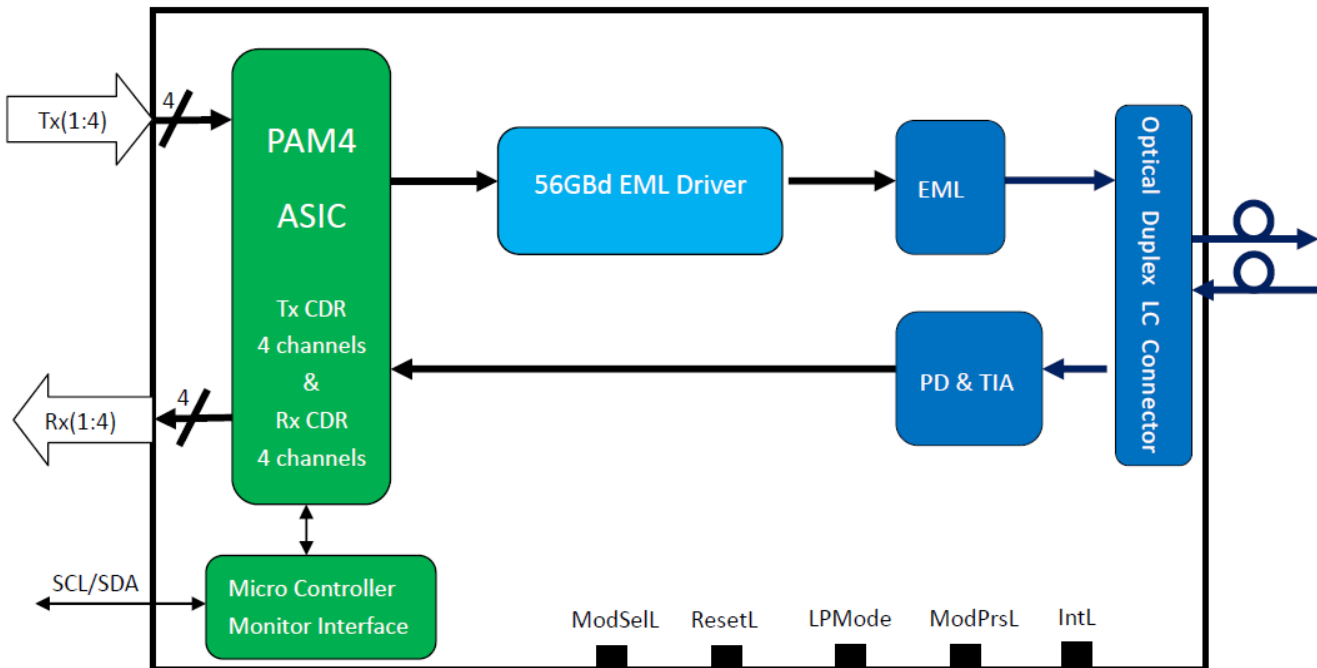 4
Tx(1:4)
PAM4
ASIC
Tx CDR
4 channels
&
Rx CDR
4 channels
56GBd EML Driver
EML
Optical Duplex LC Connector
PD & TIA
4
Rx(1:4)
SCL/SDA
Micro Controller
Monitor Interface
ModSelL
ResetL
LPMode
ModPrsL
IntL